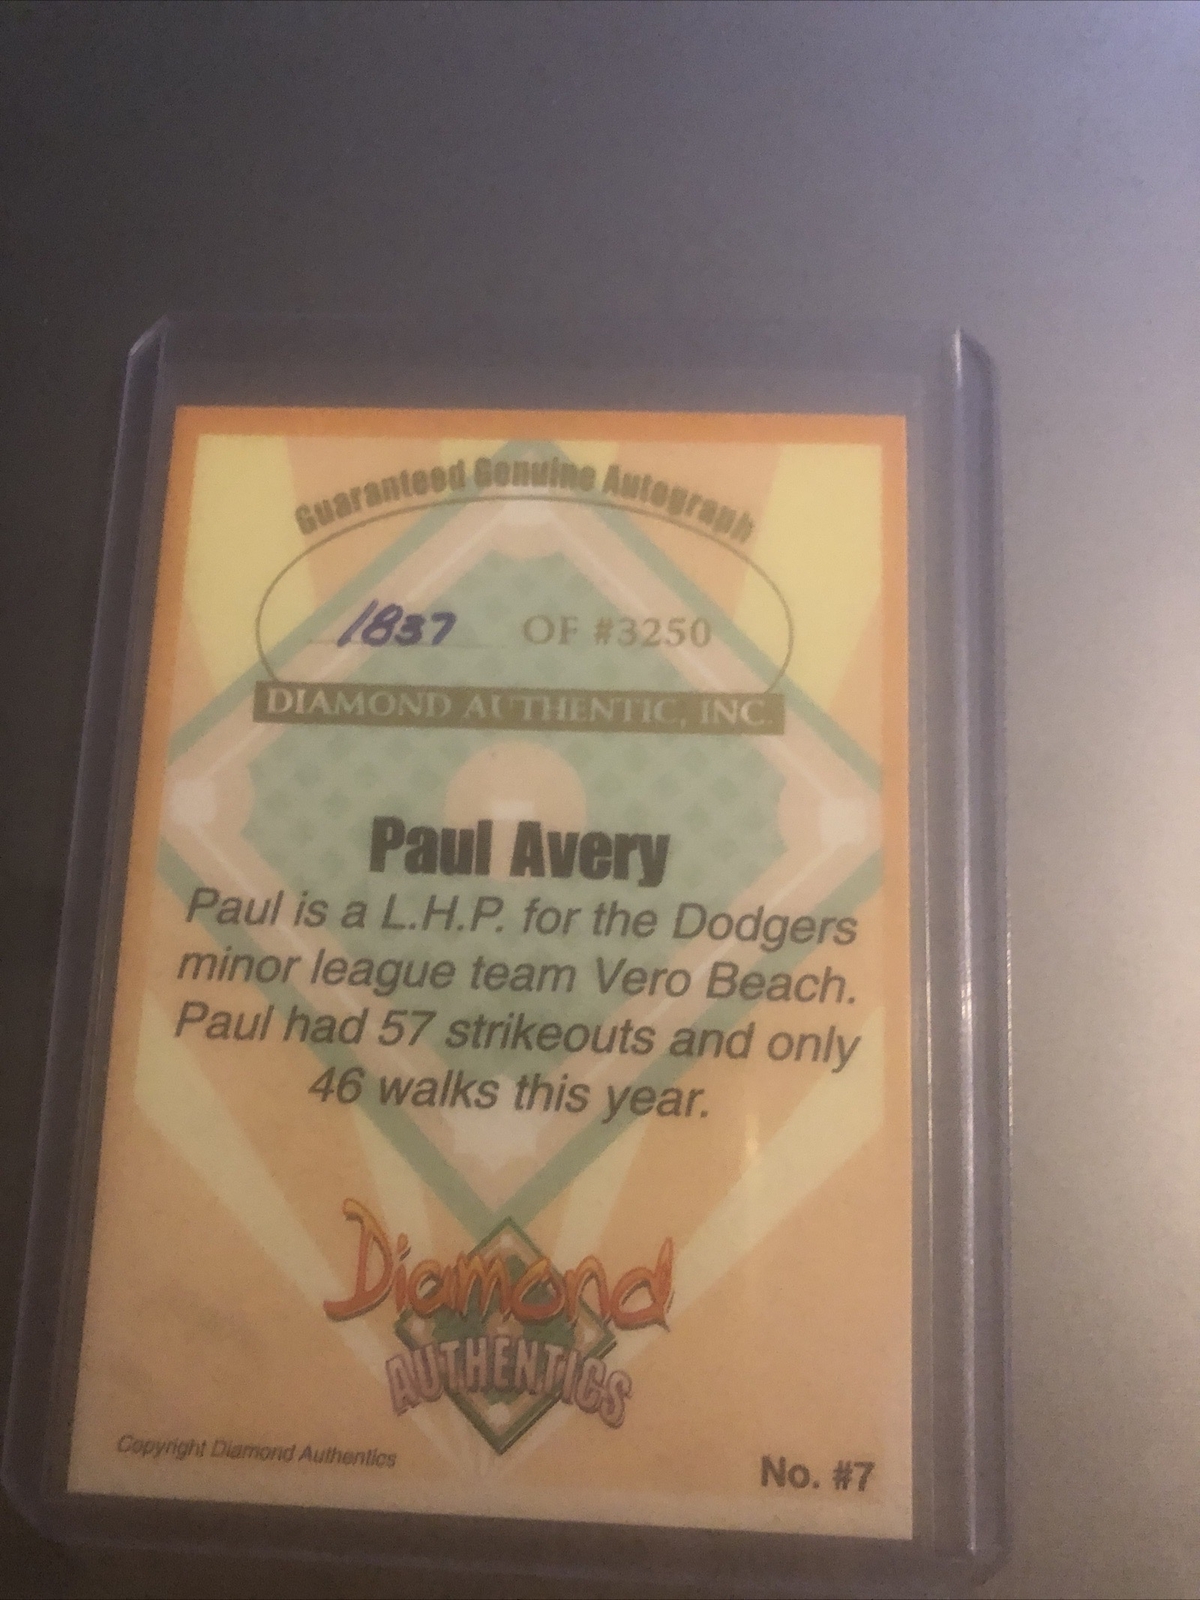 Guaranteed Genuine Autograph
1837 OF #3250
DIAMOND AUTHENTIC, INC.
Paul Avery
Paul is a L.H.P. for the Dodgers
minor league team Vero Beach.
Paul had 57 strikeouts and only
46 walks this year.
Diamond
AUTHENTICS
Copyright Diamond Authentics
No. #7